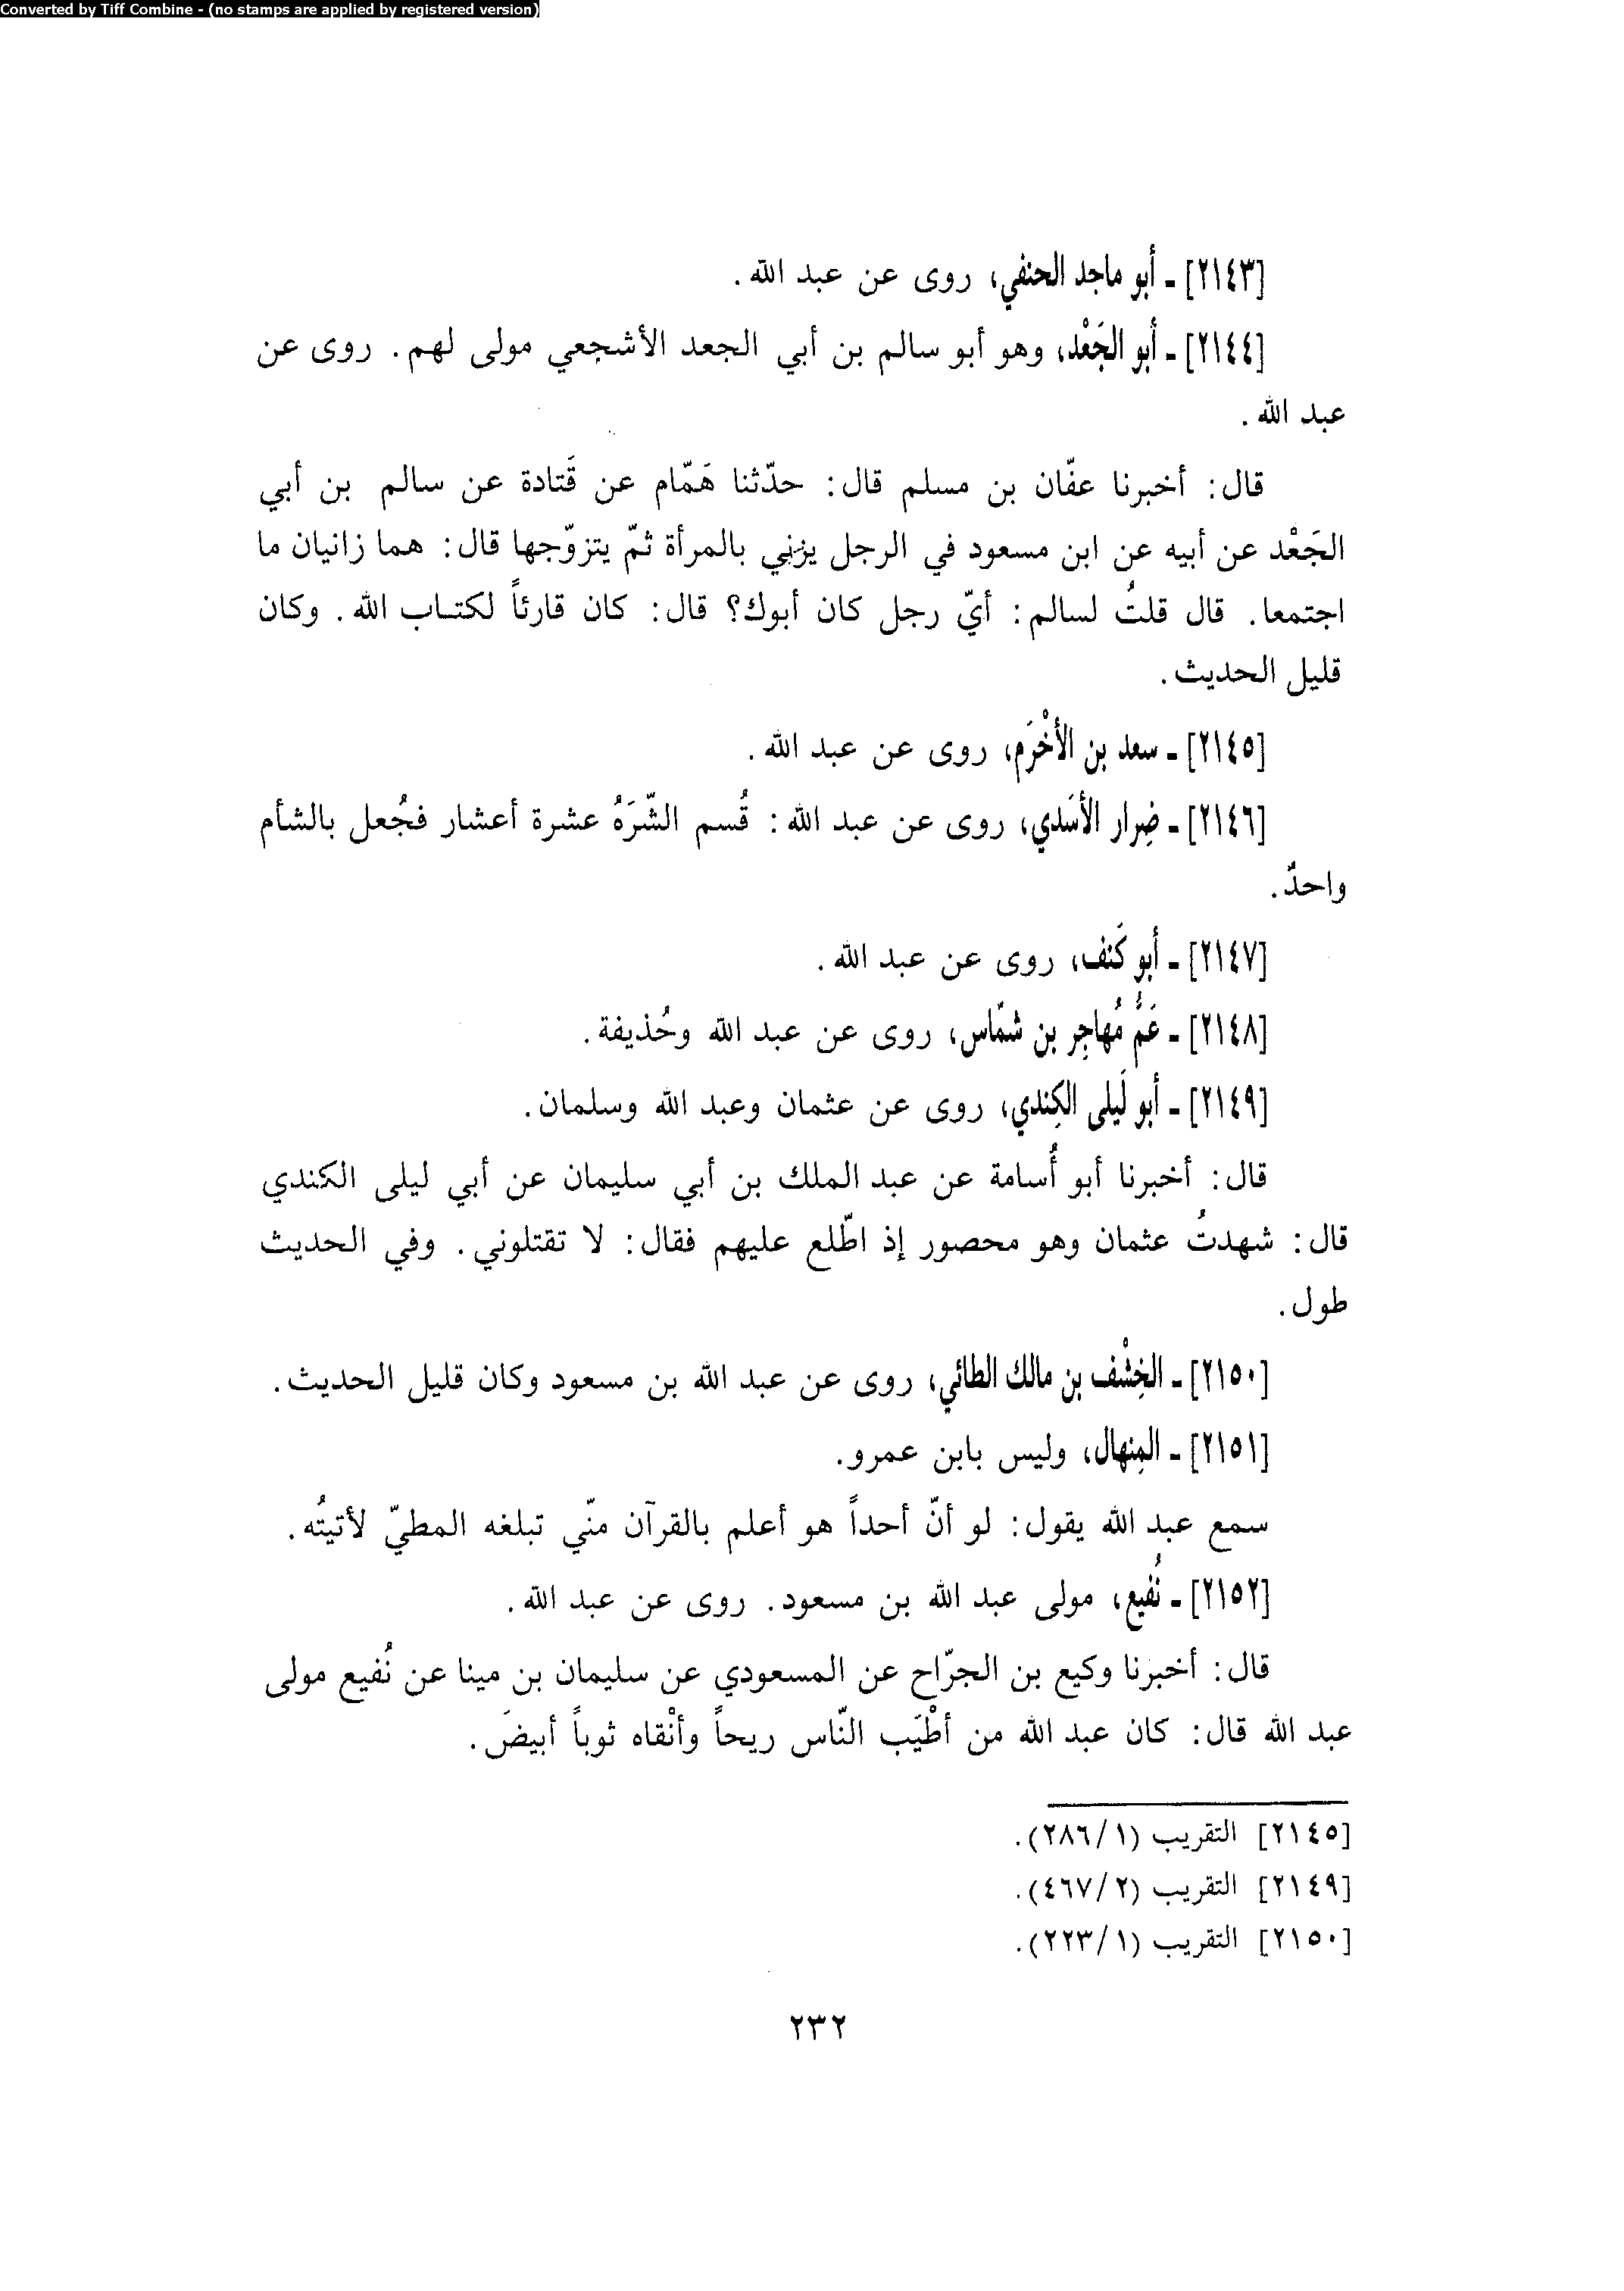 Converted by Tiff Combine - (no stamps are applied by registered version)
[٢١٤٣] ـ أبو ماجد الحنفي، روى عن عبد الله.
[٢١٤٤] ـ أبو الجَعْد، وهو أبو سالم بن أبي الجعد الأشجعي مولى لهم. روى عن
عبد الله.
قال: أخبرنا عفّان بن مسلم قال: حدّثنا هَمّام عن قَتادة عن سالم بن أبي
الجَعْد عن أبيه عن ابن مسعود في الرجل يزني بالمرأة ثمّ يتزوّجها قال: هما زانيان ما
اجتمعا. قال قلتُ لسالم: أيّ رجل كان أبوك؟ قال: كان قارئاً لكتاب الله. وكان
قليل الحديث.
[٢١٤٥] ـ سعد بن الأخْرَم، روى عن عبد الله.
[٢١٤٦] ـ ضِرار الأسَدي، روى عن عبد الله: قُسم الشّرَهُ عشرة أعشار فجُعل بالشأم
واحدٌ.
[٢١٤٧] ـ أبو كَنف، روى عن عبد الله.
[٢١٤٨] ـ عَمُّ مُهاجِر بن شمّاس، روى عن عبد الله وحُذيفة.
[٢١٤٩] ـ أبو لَيلى الكِندي، روى عن عثمان وعبد الله وسلمان.
قال: أخبرنا أبو أُسامة عن عبد الملك بن أبي سليمان عن أبي ليلى الكندي
قال: شهدتُ عثمان وهو محصور إذ اطّلع عليهم فقال: لا تقتلوني. وفي الحديث
طول.
[٢١٥٠] ـ الخِشْف بن مالك الطائي، روى عن عبد الله بن مسعود وكان قليل الحديث.
[٢١٥١] ـ المِنهال، وليس بابن عمرو.
سمع عبد الله يقول: لو أنّ أحداً هو أعلم بالقرآن منّي تبلغه المطيّ لأتيتُه.
[٢١٥٢] ـ نُفيع، مولى عبد الله بن مسعود. روى عن عبد الله.
قال: أخبرنا وكيع بن الجرّاح عن المسعودي عن سليمان بن مينا عن نُفيع مولى
عبد الله قال: كان عبد الله من أطْيَب النّاس ريحاً وأنْقاه ثوباً أبيضَ.
[٢١٤٥] التقريب (١/ ٢٨٦).
[٢١٤٩] التقريب (٢/ ٤٦٧).
[٢١٥٠] التقريب (١/ ٢٢٣).
٢٣٢